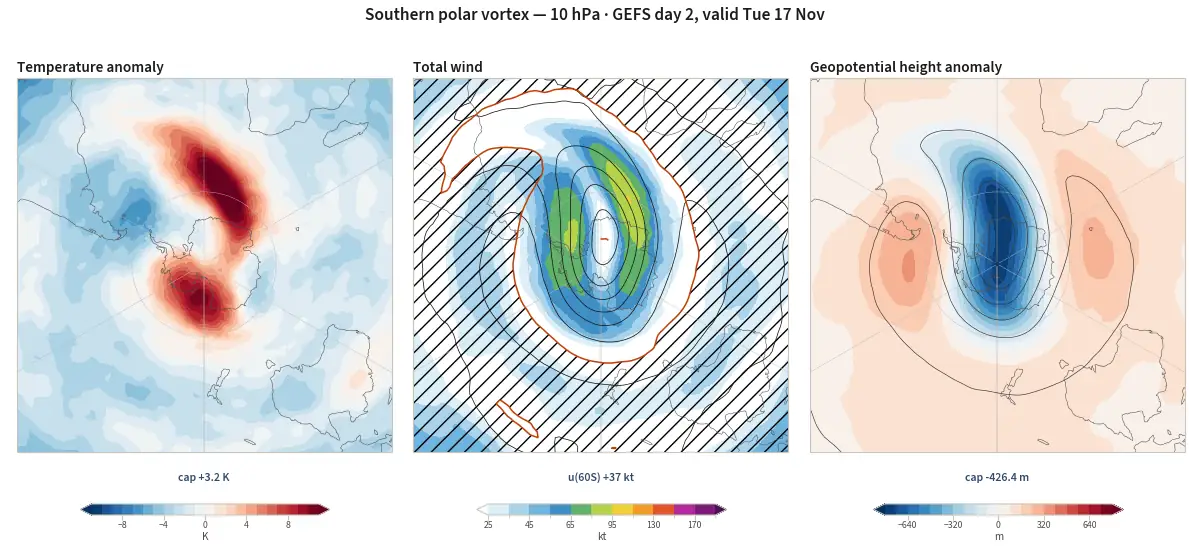 Southern polar vortex — 10 hPa · GEFS day 2, valid Tue 17 Nov
Temperature anomaly
Total wind
Geopotential height anomaly
cap +3.2 K
u(60S) +37 kt
cap -426.4 m
−8 −4 0 4 8
K
25 45 65 95 130 170
kt
−640 −320 0 320 640
m